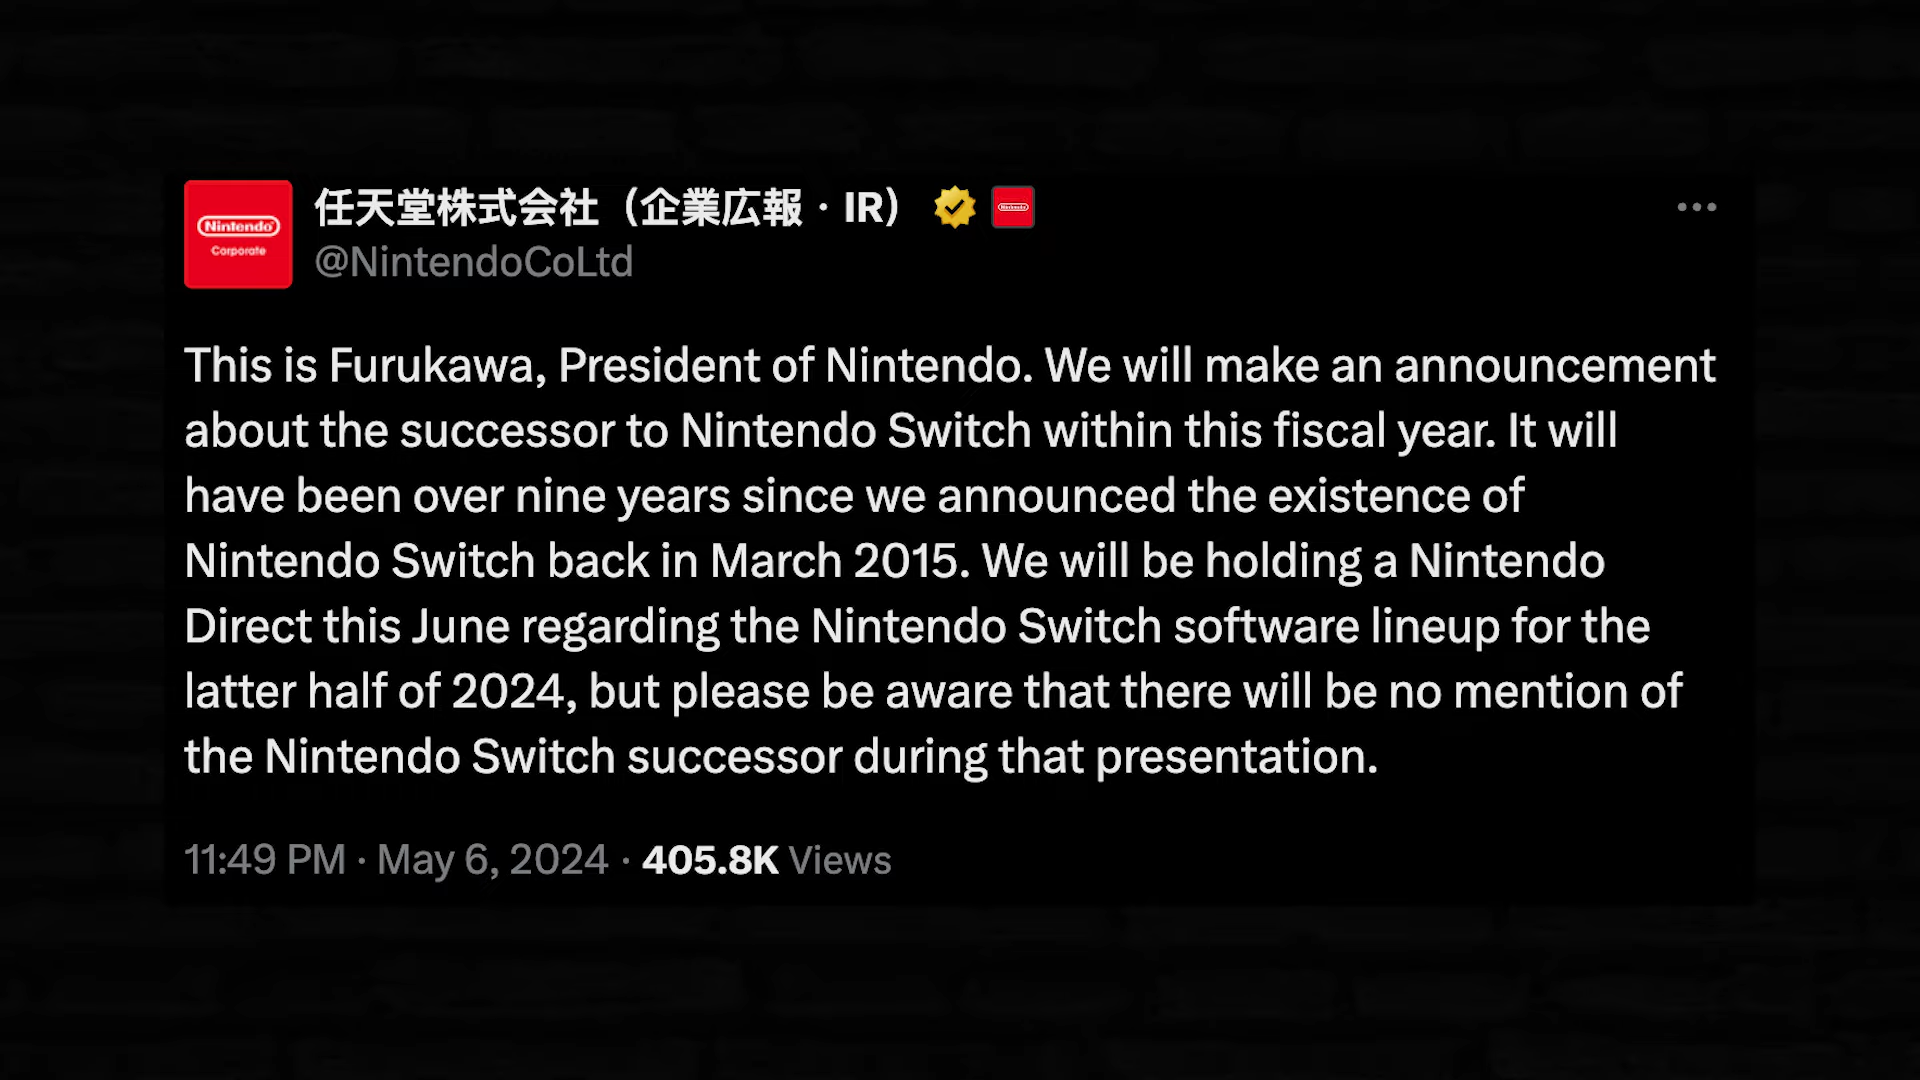 Nintendo
Corporate
任天堂株式会社（企業広報・IR）
@NintendoCoLtd
This is Furukawa, President of Nintendo. We will make an announcement
about the successor to Nintendo Switch within this fiscal year. It will
have been over nine years since we announced the existence of
Nintendo Switch back in March 2015. We will be holding a Nintendo
Direct this June regarding the Nintendo Switch software lineup for the
latter half of 2024, but please be aware that there will be no mention of
the Nintendo Switch successor during that presentation.
11:49 PM · May 6, 2024 · 405.8K Views